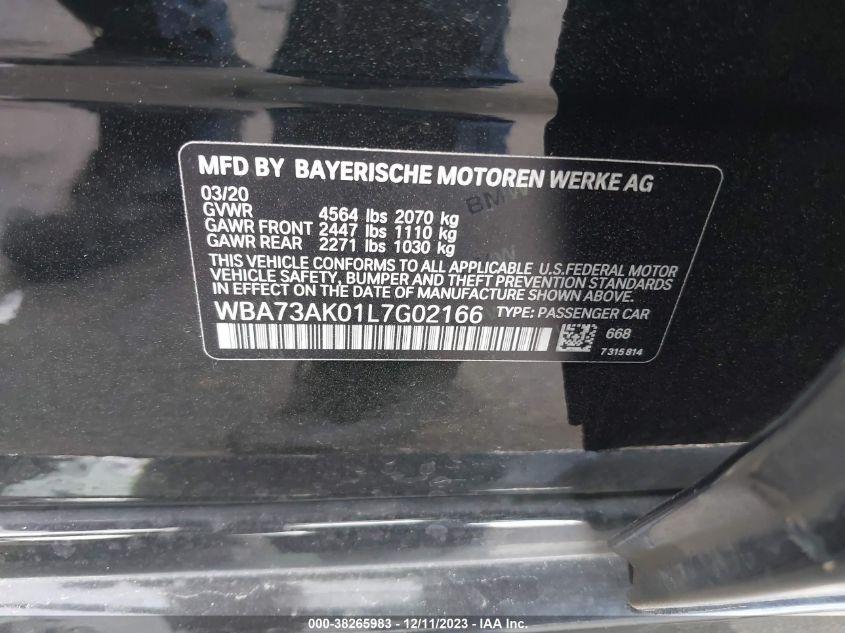 MFD BY BAYERISCHE MOTOREN WERKE AG
03/20
GVWR 4564 lbs 2070 kg
GAWR FRONT 2447 lbs 1110 kg
GAWR REAR 2271 lbs 1030 kg
THIS VEHICLE CONFORMS TO ALL APPLICABLE U.S.FEDERAL MOTOR
VEHICLE SAFETY, BUMPER AND THEFT PREVENTION STANDARDS
IN EFFECT ON THE DATE OF MANUFACTURE SHOWN ABOVE.
WBA73AK01L7G02166 TYPE: PASSENGER CAR
668
7315814
BMW
000-38265983 - 12/11/2023 - IAA Inc.